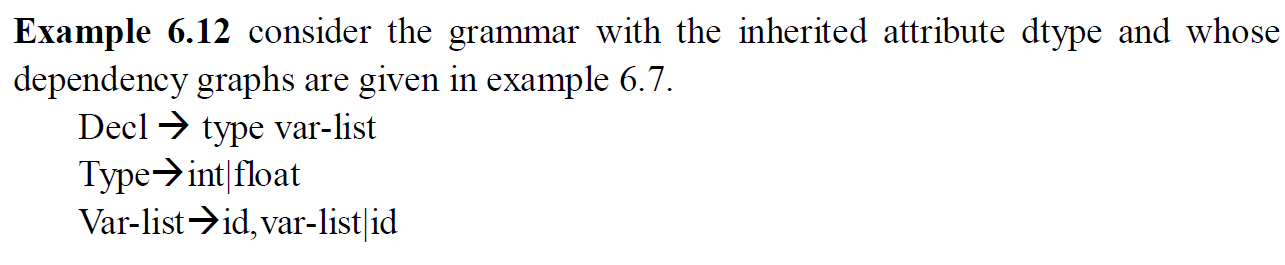 Example 6.12 consider the grammar with the inherited attribute dtype and whose
dependency graphs are given in example 6.7.
Decl → type var-list
Type→int|float
Var-list→id,var-list|id